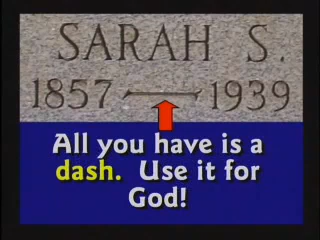 SARAH S.
1857 — 1939
All you have is a
dash. Use it for
God!